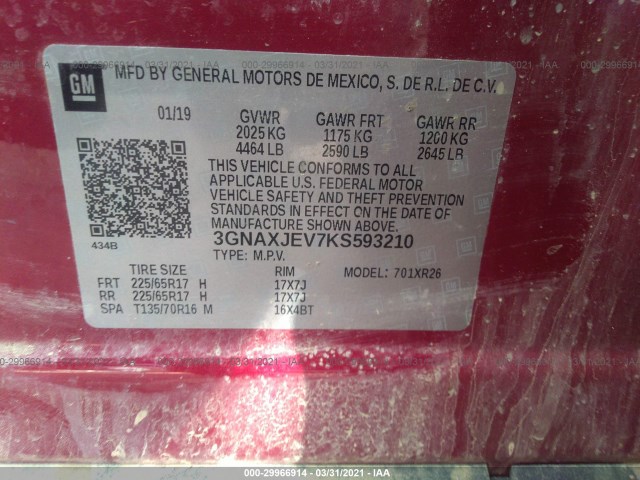 000-29966914 - 03/31/2021 - IAA
GM
MFD BY GENERAL MOTORS DE MEXICO, S. DE R.L. DE C.V.
01/19 GVWR GAWR FRT GAWR RR
2025 KG 1175 KG 1200 KG
4464 LB 2590 LB 2645 LB
THIS VEHICLE CONFORMS TO ALL
APPLICABLE U.S. FEDERAL MOTOR
VEHICLE SAFETY AND THEFT PREVENTION
STANDARDS IN EFFECT ON THE DATE OF
MANUFACTURE SHOWN ABOVE.
434B
3GNAXJEV7KS593210
TYPE: M.P.V.
MODEL: 701XR26
TIRE SIZE RIM
FRT 225/65R17 H 17X7J
RR 225/65R17 H 17X7J
SPA T135/70R16 M 16X4BT
000-29966914 - 03/31/2021 - IAA